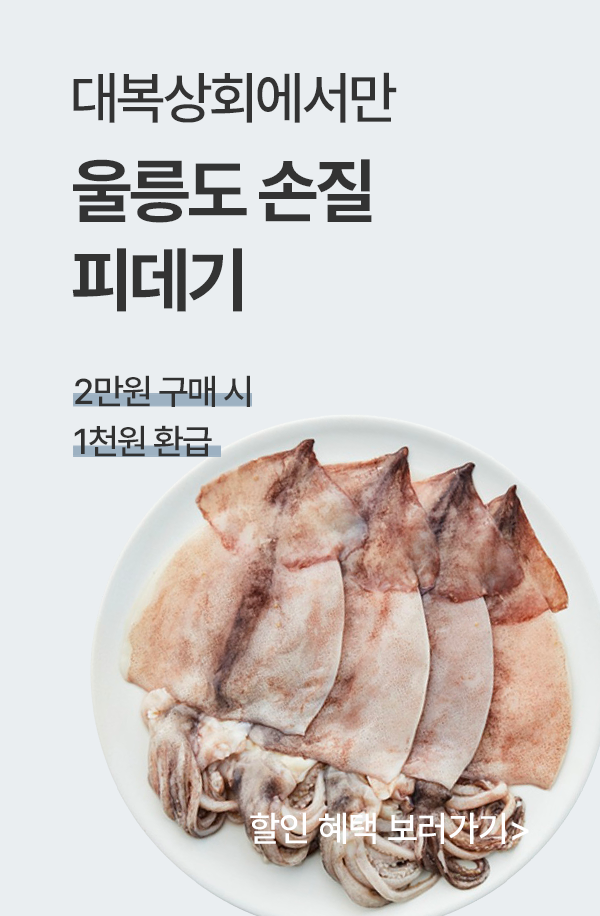 대복상회에서만
울릉도 손질
피데기
2만원 구매 시
1천원 환급
할인 혜택 보러가기>